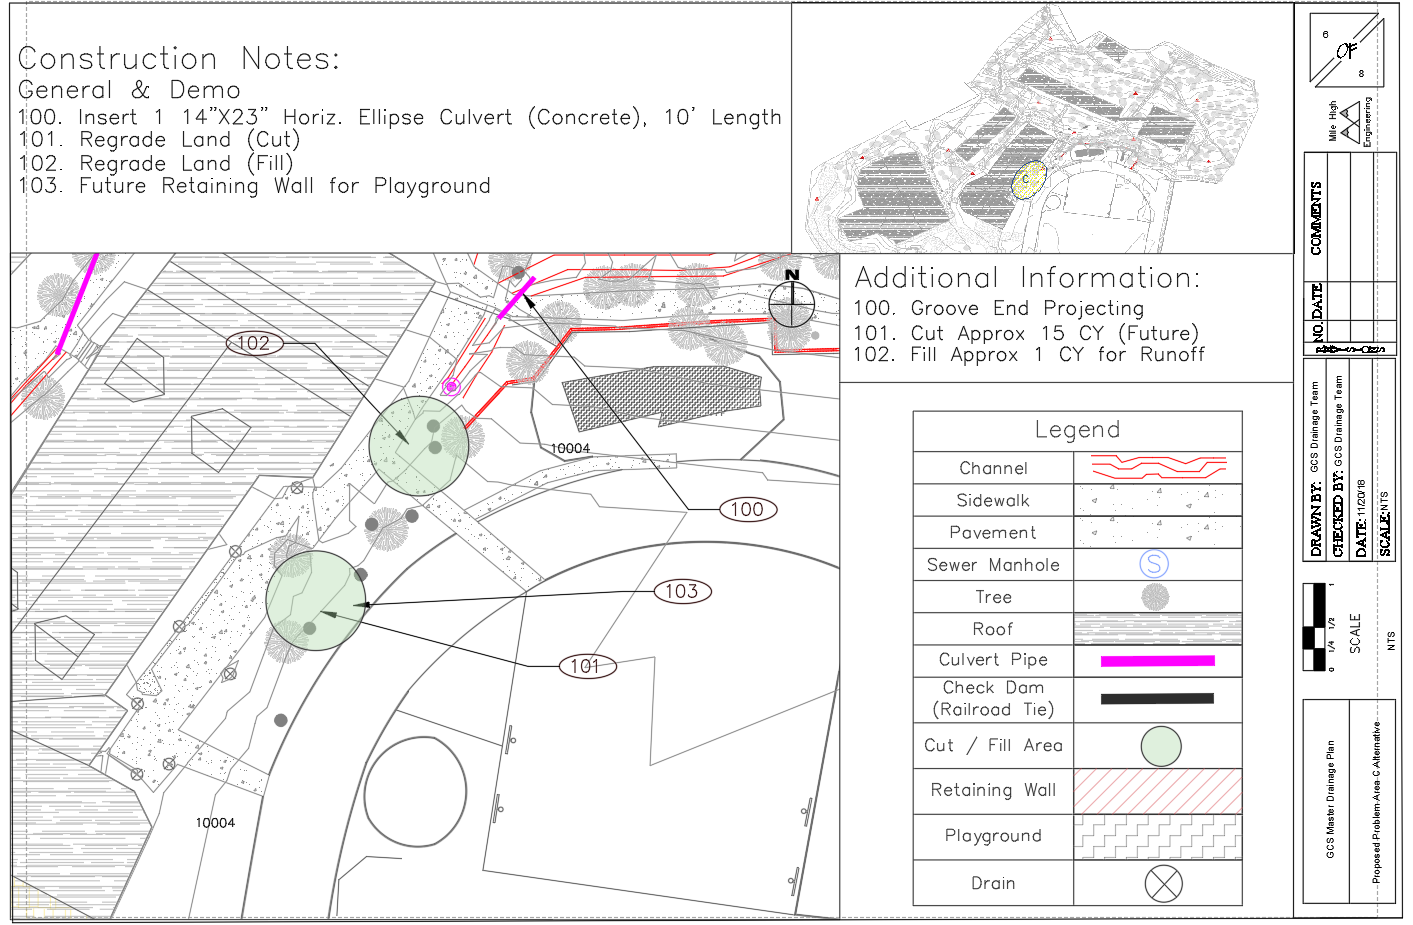 Construction Notes:
General & Demo
100. Insert 1 14"X23" Horiz. Ellipse Culvert (Concrete), 10' Length
101. Regrade Land (Cut)
102. Regrade Land (Fill)
103. Future Retaining Wall for Playground
C
N
102
10004
100
103
101
10004
Additional Information:
100. Groove End Projecting
101. Cut Approx 15 CY (Future)
102. Fill Approx 1 CY for Runoff
Legend
Channel
Sidewalk
Pavement
Sewer Manhole
S
Tree
Roof
Culvert Pipe
Check Dam
(Railroad Tie)
Cut / Fill Area
Retaining Wall
Playground
Drain
6
OF
8
Mile High
Engineering
NO. DATE COMMENTS
DRAWN BY: GCS Drainage Team
CHECKED BY: GCS Drainage Team
DATE: 11/20/18
SCALE: NTS
0 1/4 1/2 1
SCALE
NTS
GCS Master Drainage Plan
Proposed Problem Area-C Alternative